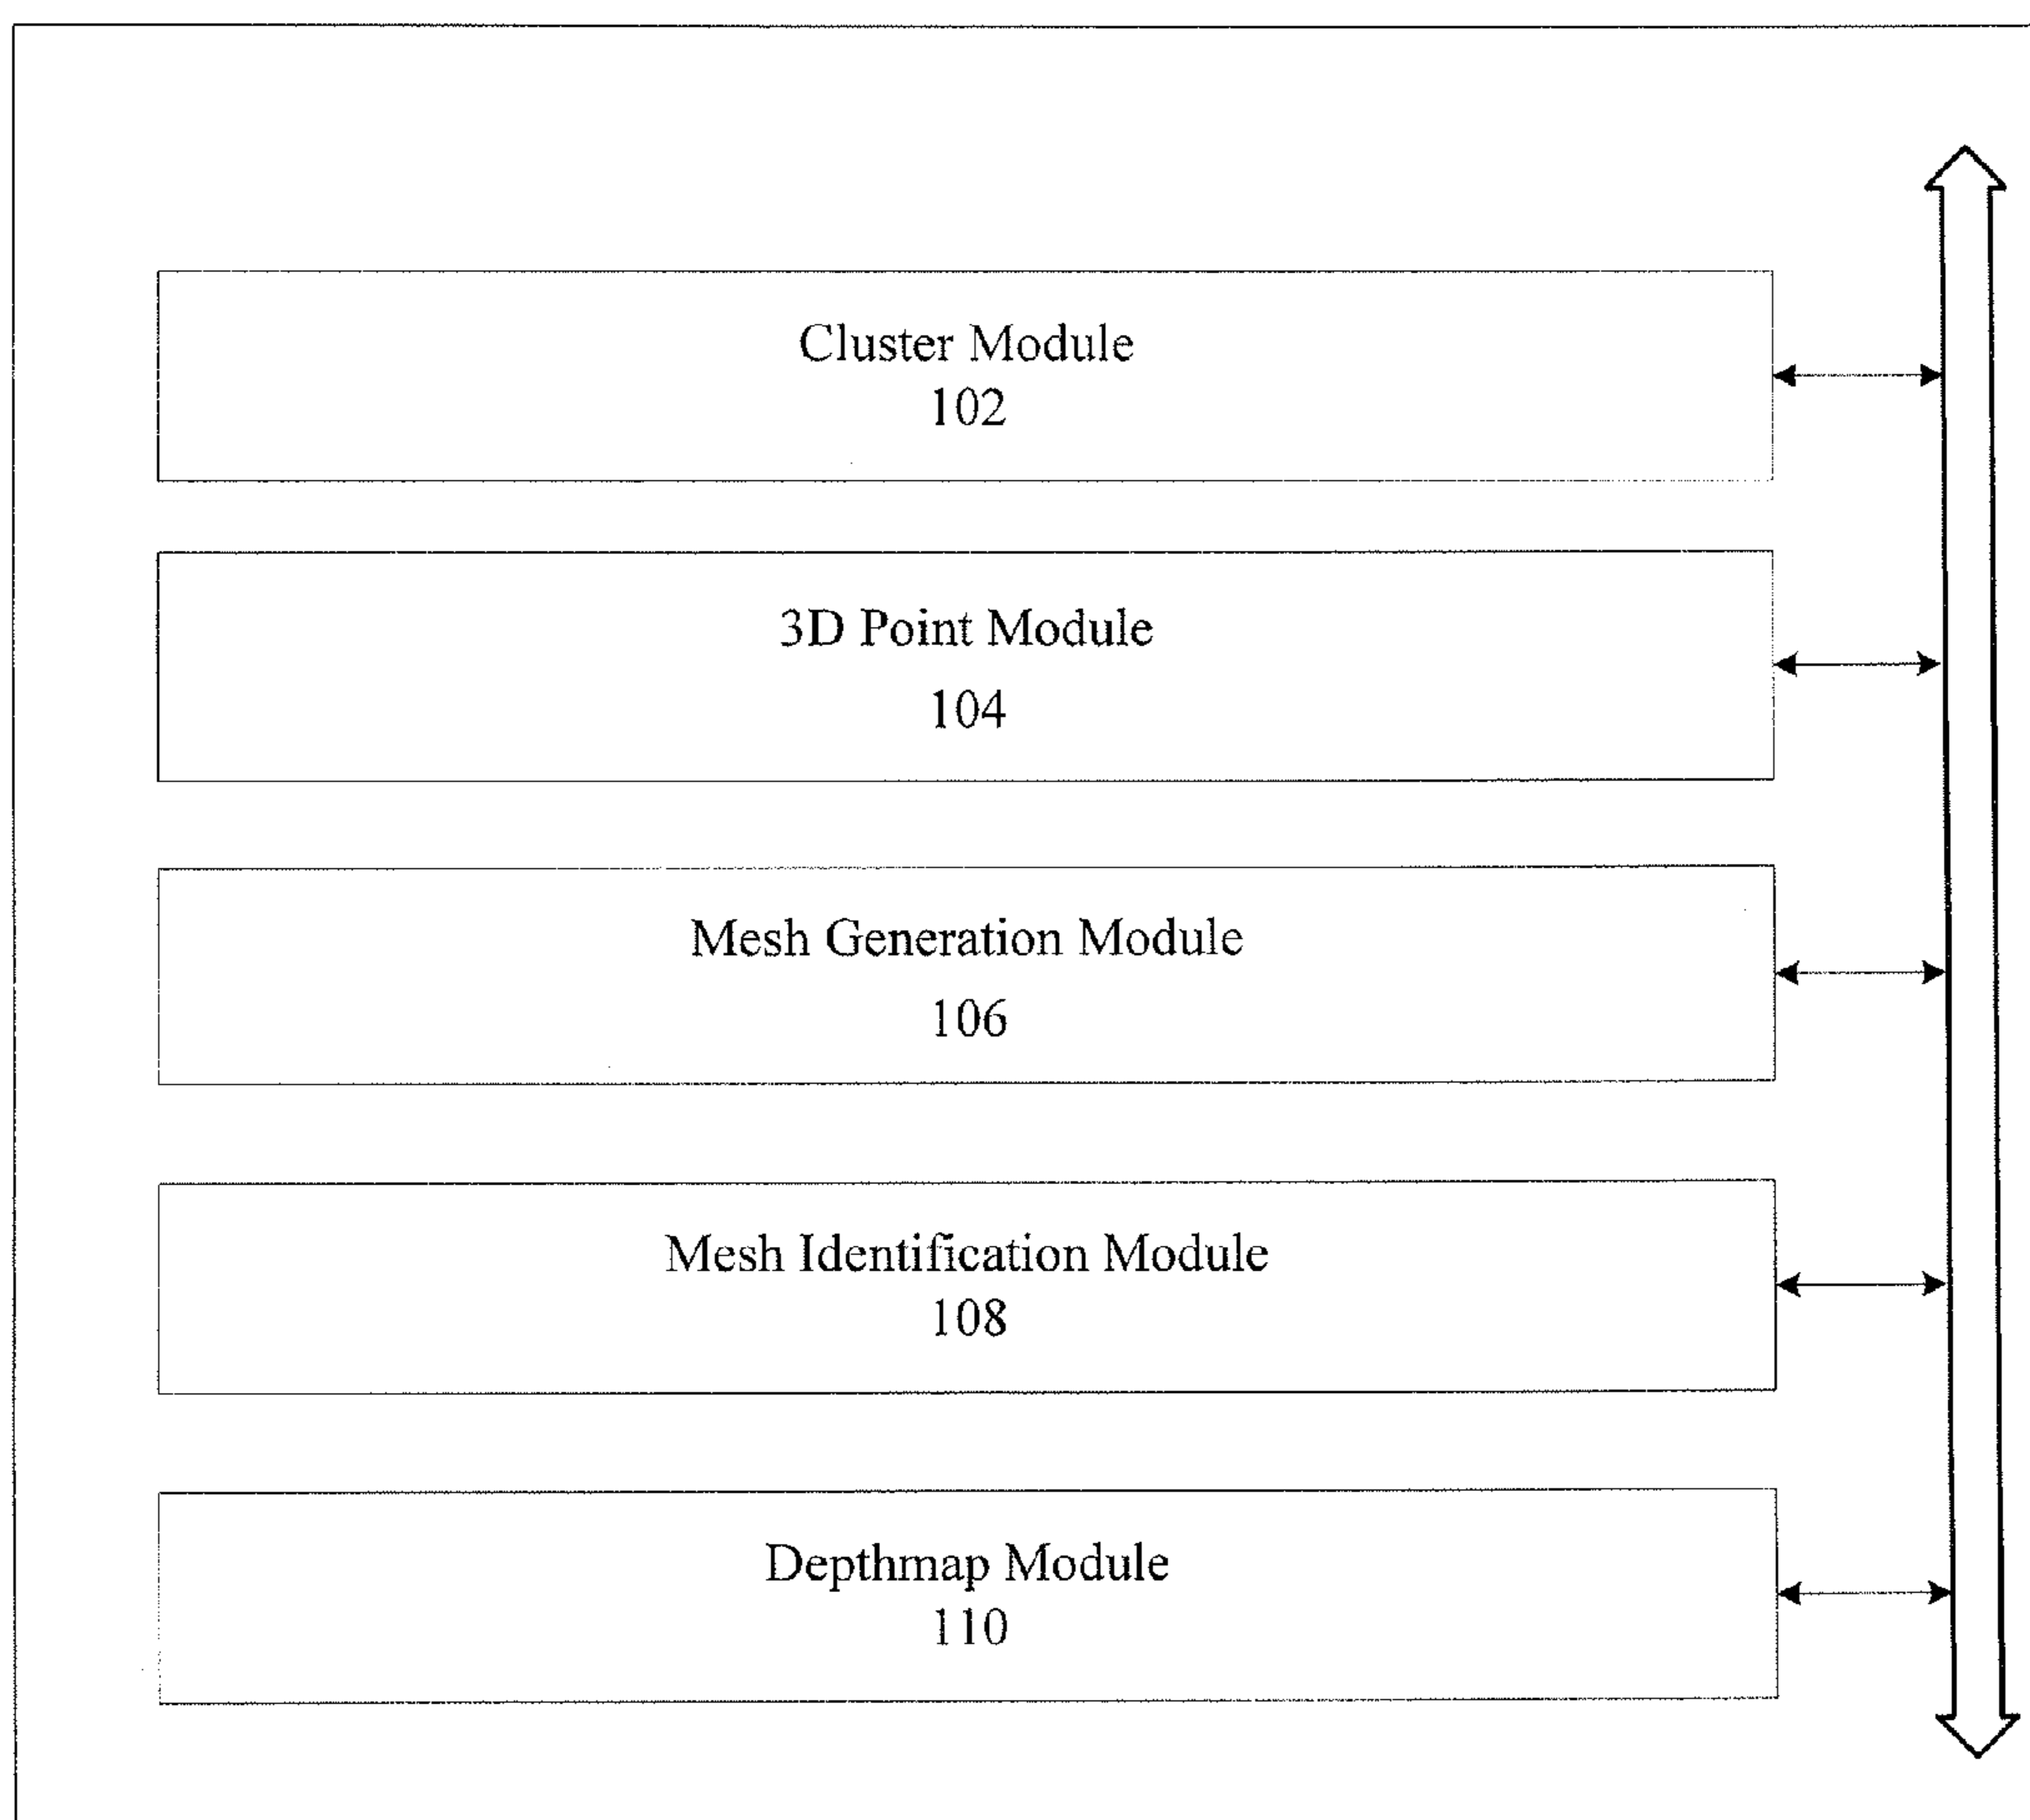 Cluster Module
102
3D Point Module
104
Mesh Generation Module
106
Mesh Identification Module
108
Depthmap Module
110